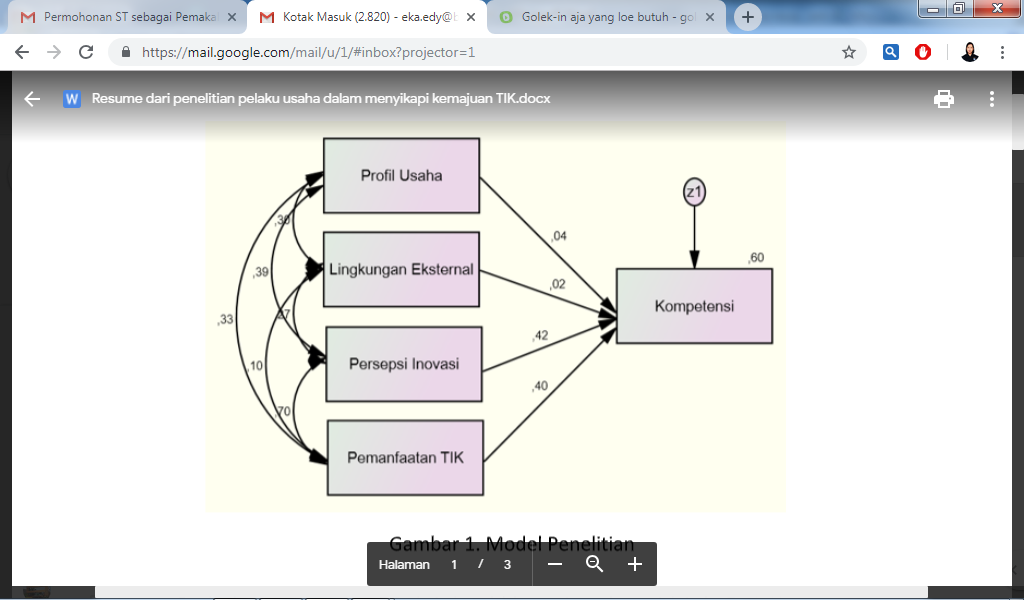 Permohonan ST sebagai Pemaka
Kotak Masuk (2.820) - eka.edy@b
Golek-in aja yang loe butuh - gol
https://mail.google.com/mail/u/1/#inbox?projector=1
W
Resume dari penelitian pelaku usaha dalam menyikapi kemajuan TIK.docx
Profil Usaha
z1
,39
,04
,60
Lingkungan Eksternal
,39
,02
Kompetensi
,27
,33
,42
Persepsi Inovasi
,10
,40
,70
Pemanfaatan TIK
Gambar 1. Model Penelitian
Halaman 1 / 3